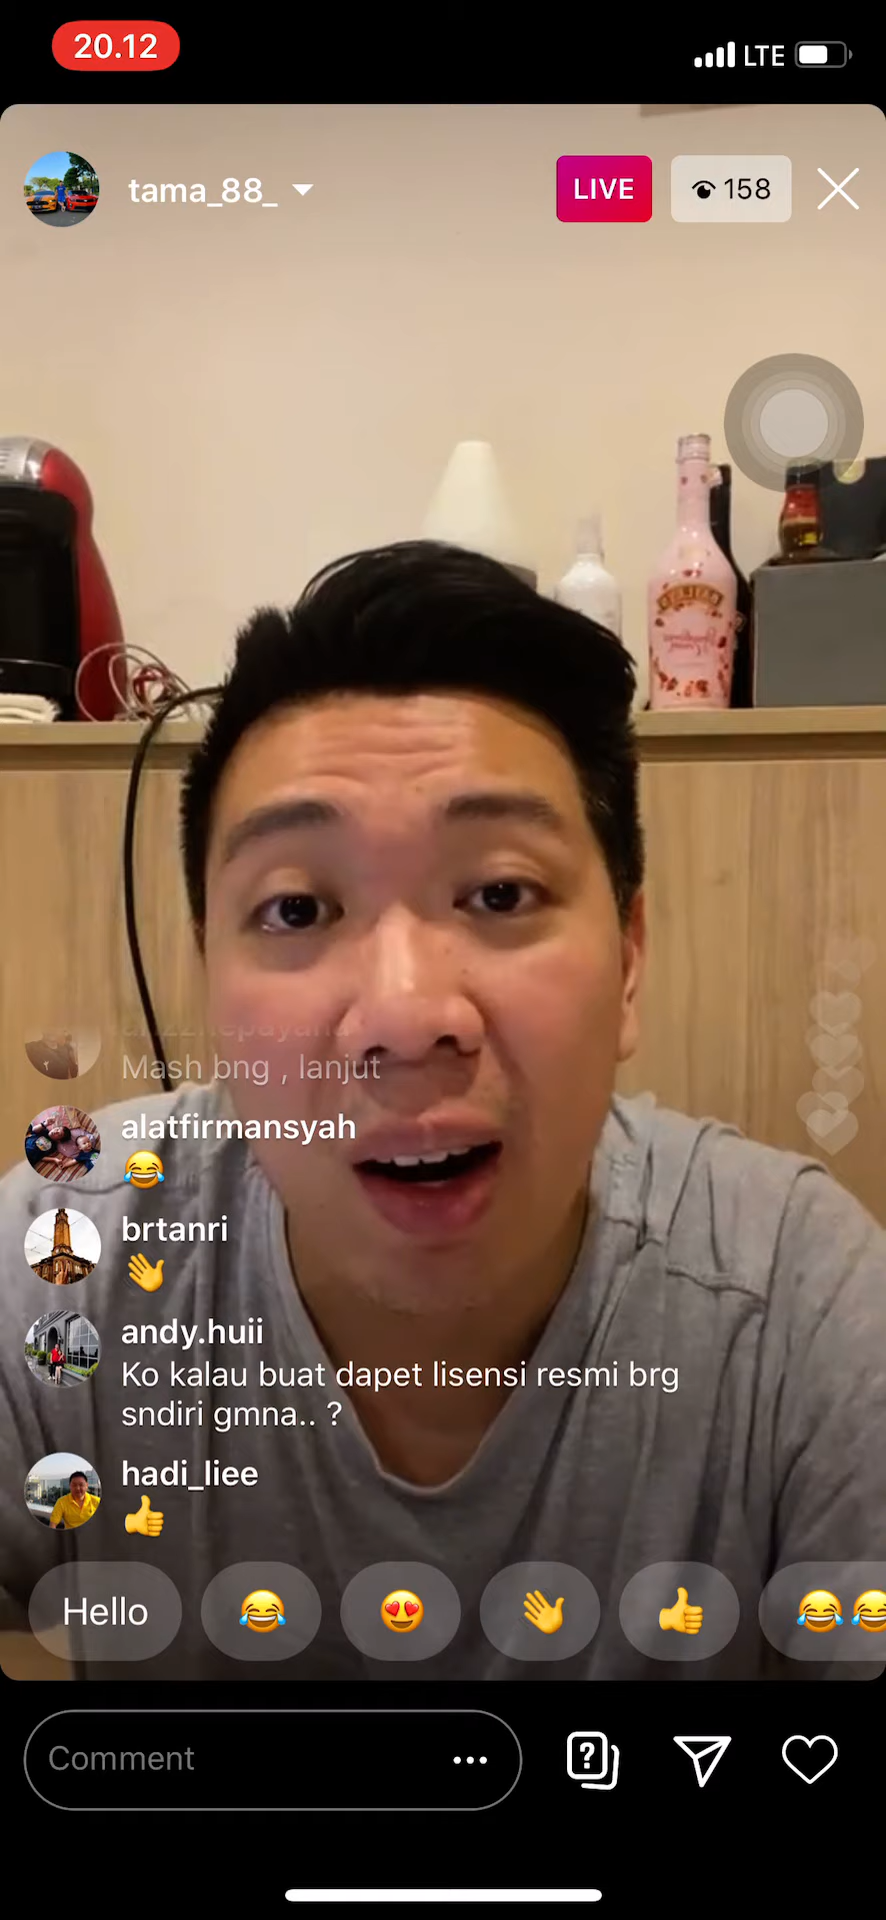 20.12
LTE
tama_88_
LIVE
158
Mash bng , lanjut
alatfirmansyah
😂
brtanri
👋
andy.huii
Ko kalau buat dapet lisensi resmi brg
sndiri gmna.. ?
hadi_liee
👍
Hello 😂 😍 👋 👍 😂😂
Comment